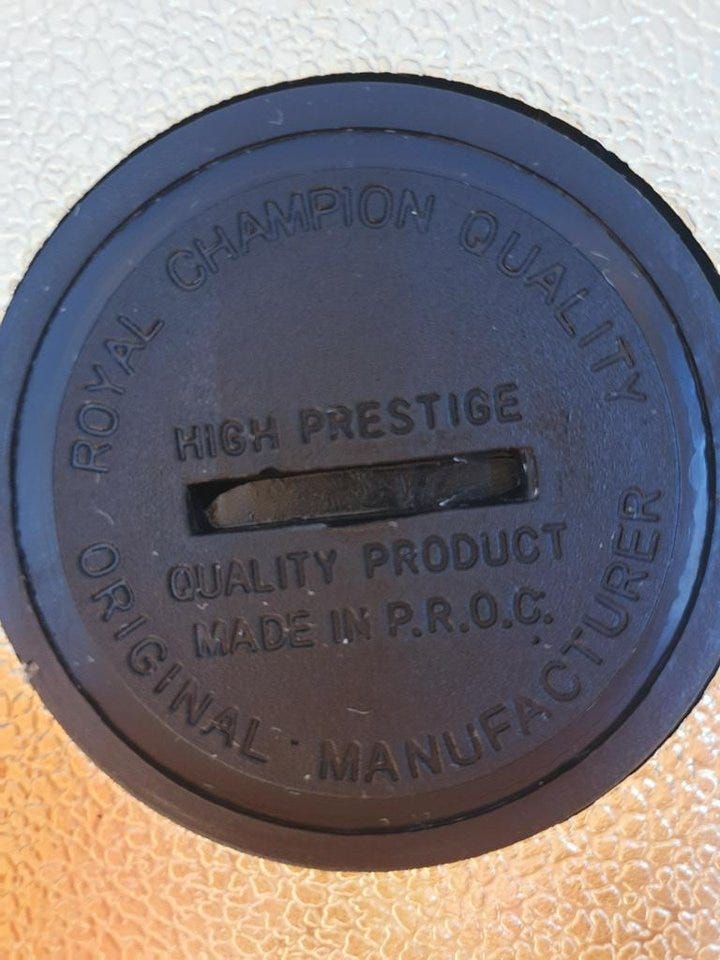 ROYAL CHAMPION QUALITY
HIGH PRESTIGE
QUALITY PRODUCT
MADE IN P.R.O.C.
ORIGINAL MANUFACTURER